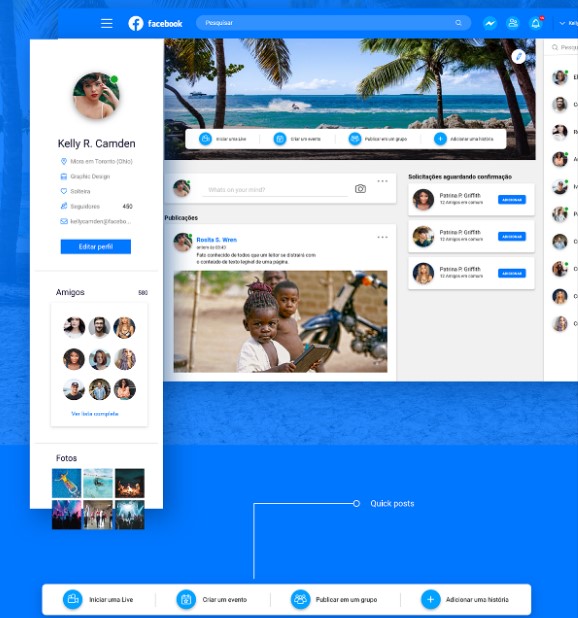 facebook
Pesquisar
Kelly R. Camden
Mora em Toronto (Ohio)
Graphic Design
Solteira
Seguidores 450
kellycamden@facebo...
Editar perfil
Amigos 580
Ver lista completa
Fotos
Iniciar uma Live
Criar um evento
Publicar em um grupo
Adicionar uma história
Whats on your mind?
Publicações
Rosita S. Wren
ontem às 03:40
Fato conhecido de todos que um leitor se distrairá com
o conteúdo de texto legível de uma página.
Solicitações aguardando confirmação
Patrina P. Griffith
12 Amigos em comum
ADICIONAR
Patrina P. Griffith
12 Amigos em comum
ADICIONAR
Patrina P. Griffith
12 Amigos em comum
ADICIONAR
Quick posts
Iniciar uma Live
Criar um evento
Publicar em um grupo
Adicionar uma história